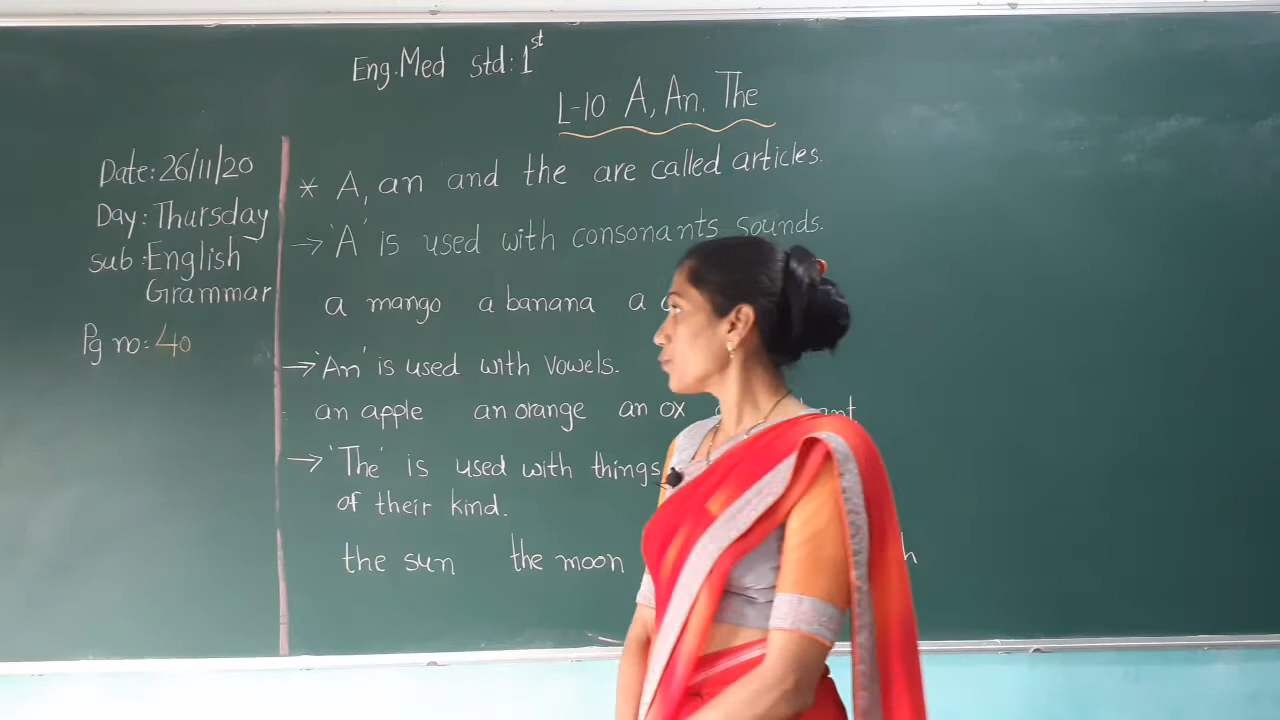 Eng.Med std: 1st
L-10 A, An, The
Date: 26/11/20
Day: Thursday
sub: English
Grammar
Pg no: 40
* A, an and the are called articles.
→ 'A' is used with consonants sounds.
a mango a banana a
→ 'An' is used with vowels.
an apple an orange an ox
→ 'The' is used with things
of their kind.
the sun the moon